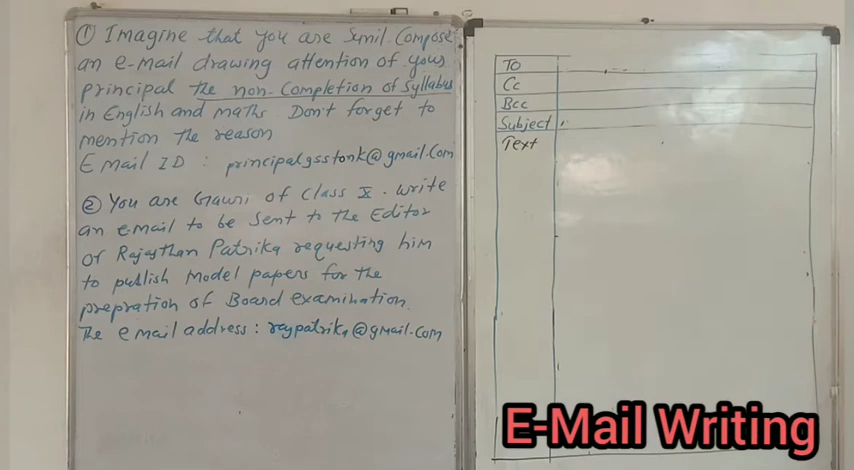 ① Imagine that you are Sunil. Compose
an e-mail drawing attention of your
principal the non-Completion of syllabus
in English and maths Don't forget to
mention the reason
E Mail ID : principalgsstonk@gmail.com
② You are Gauri of Class X. write
an email to be sent to the Editor
of Rajasthan Patrika requesting him
to publish Model papers for the
prepration of Board examination.
The email address : rajpatrika@gmail.com
To
Cc
Bcc
Subject
Text
E-Mail Writing